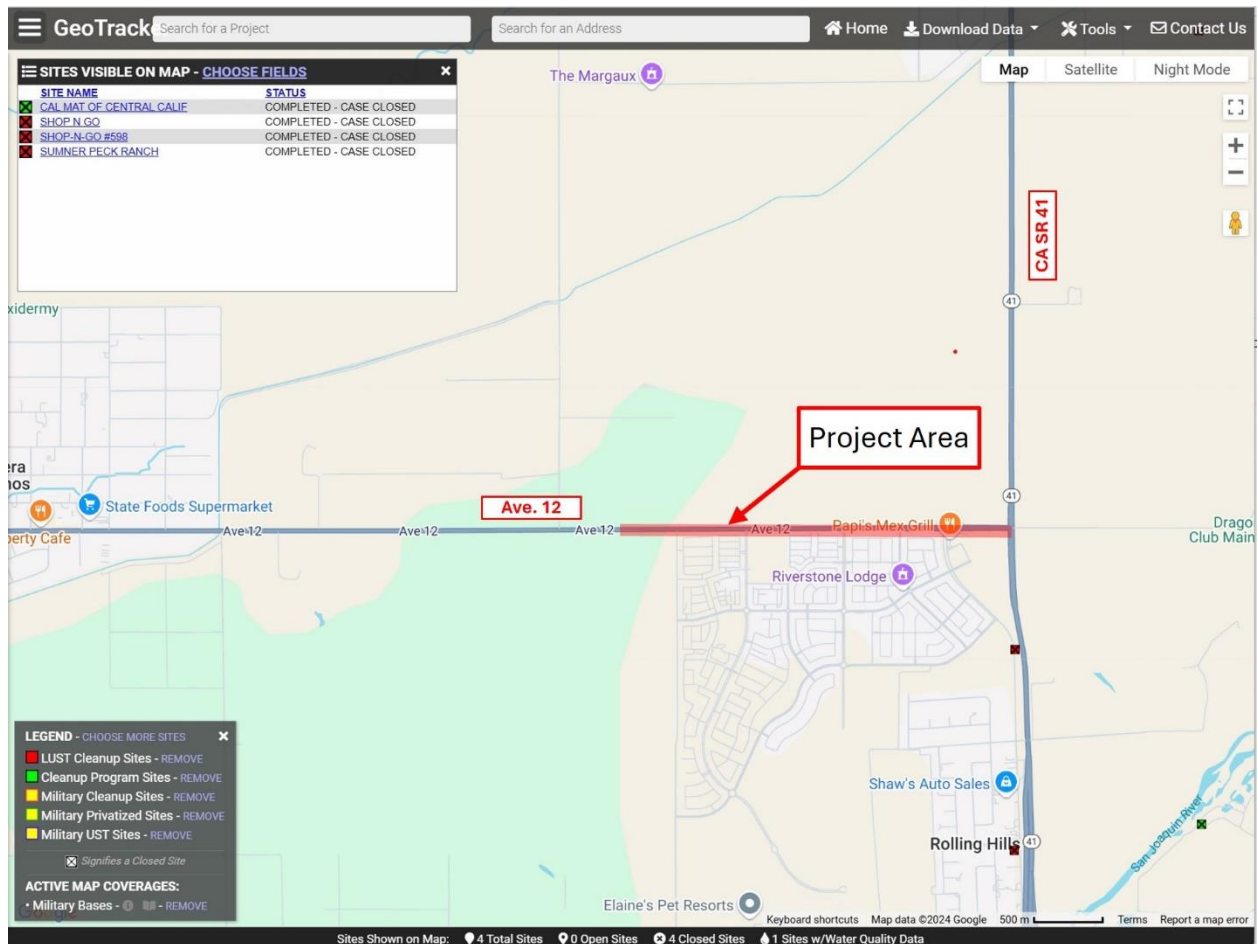 GeoTracke
Search for a Project
Search for an Address
Home
Download Data
Tools
Contact Us
SITES VISIBLE ON MAP - CHOOSE FIELDS
SITE NAME STATUS
CAL MAT OF CENTRAL CALIF COMPLETED - CASE CLOSED
SHOP N GO COMPLETED - CASE CLOSED
SHOP-N-GO #598 COMPLETED - CASE CLOSED
SUMNER PECK RANCH COMPLETED - CASE CLOSED
The Margaux
Map Satellite Night Mode
CA SR 41
41
xidermy
Project Area
41
era
nos
State Foods Supermarket
Ave. 12
perty Cafe
Ave 12
Ave 12
Ave 12
Ave 12
Papi's Mex Grill
Drago
Club Main
Riverstone Lodge
Shaw's Auto Sales
Rolling Hills
41
San Joaquin River
Elaine's Pet Resorts
LEGEND - CHOOSE MORE SITES
LUST Cleanup Sites - REMOVE
Cleanup Program Sites - REMOVE
Military Cleanup Sites - REMOVE
Military Privatized Sites - REMOVE
Military UST Sites - REMOVE
Signifies a Closed Site
ACTIVE MAP COVERAGES:
• Military Bases - REMOVE
Google
Keyboard shortcuts Map data ©2024 Google 500 m Terms Report a map error
Sites Shown on Map: 4 Total Sites 0 Open Sites 4 Closed Sites 1 Sites w/Water Quality Data